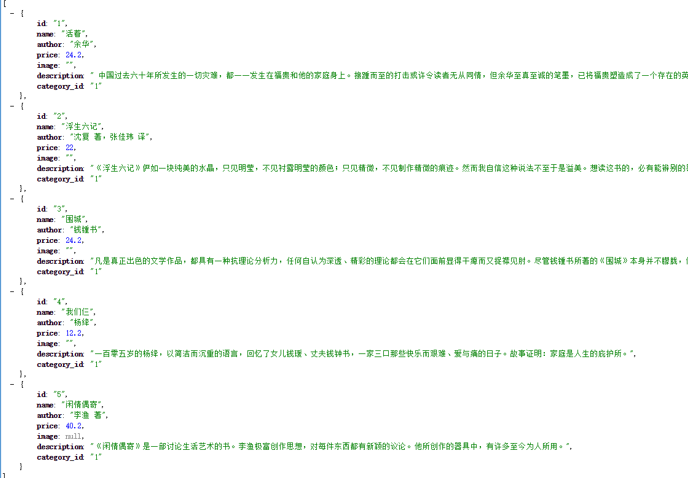 [
- {
id: "1",
name: "活着",
author: "余华",
price: 24.2,
image: "",
description: " 中国过去六十年所发生的一切灾难，都一一发生在福贵和他的家庭身上。接踵而至的打击或许令读者无从同情，但余华至真至诚的笔墨，已将福贵塑造成了一个存在的英
category_id: "1"
},
- {
id: "2",
name: "浮生六记",
author: "沈复 著，张佳玮 译",
price: 22,
image: "",
description: "《浮生六记》俨如一块纯美的水晶，只见明莹，不见衬露明莹的颜色；只见精微，不见制作精微的痕迹。然而我自信这种说法不至于是溢美。想读这书的，必有能辨别的
category_id: "1"
},
- {
id: "3",
name: "围城",
author: "钱锺书",
price: 24.2,
image: "",
description: "凡是真正出色的文学作品，都具有一种抗理论分析力，任何自认为深透、精彩的理论都会在它们面前显得干瘪而又捉襟见肘。尽管钱锺书所著的《围城》本身并不朦胧，
category_id: "1"
},
- {
id: "4",
name: "我们仨",
author: "杨绛",
price: 12.2,
image: "",
description: "一百零五岁的杨绛，以简洁而沉重的语言，回忆了女儿钱瑗、丈夫钱钟书，一家三口那些快乐而艰难、爱与痛的日子。故事证明：家庭是人生的庇护所。",
category_id: "1"
},
- {
id: "5",
name: "闲情偶寄",
author: "李渔 著",
price: 40.2,
image: null,
description: "《闲情偶寄》是一部讨论生活艺术的书。李渔极富创作思想，对每件东西都有新颖的议论。他所创作的器具中，有许多至今为人所用。",
category_id: "1"
}
]